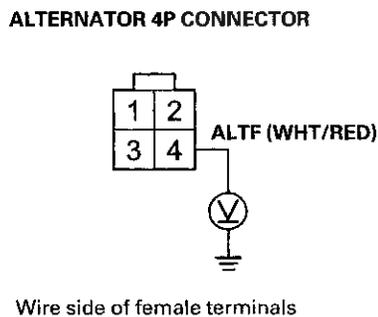 ALTERNATOR 4P CONNECTOR
1 2
ALTF (WHT/RED)
3 4
V
Wire side of female terminals